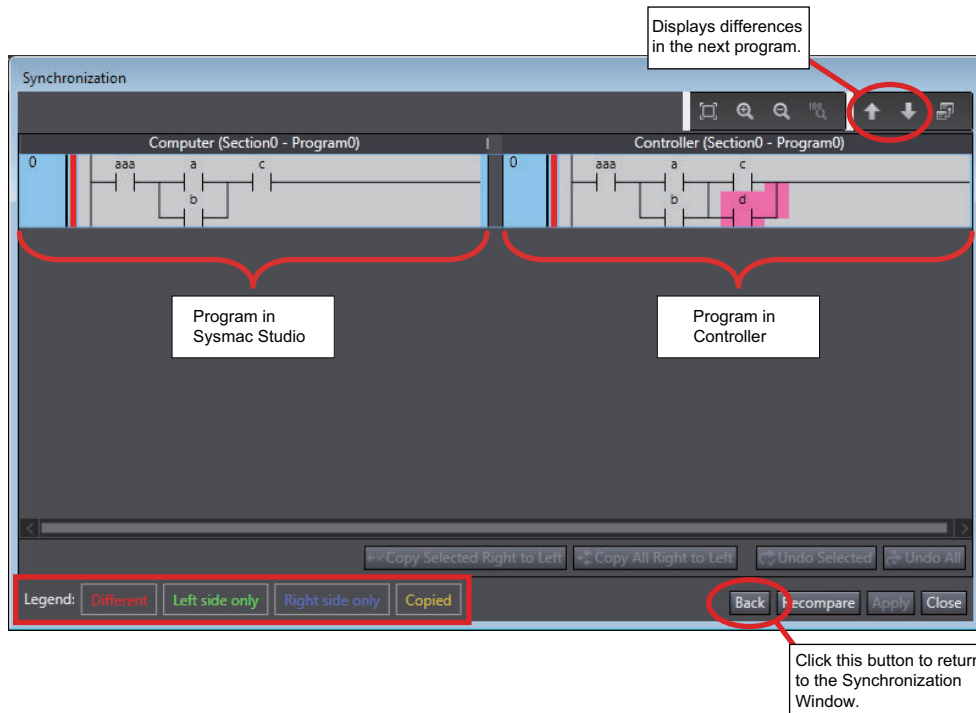 Displays differences
in the next program.
Synchronization
100
Computer (Section0 - Program0)
Controller (Section0 - Program0)
0
aaa
a
c
b
0
aaa
a
c
b
d
Program in
Sysmac Studio
Program in
Controller
Copy Selected Right to Left
Copy All Right to Left
Undo Selected
Undo All
Legend:
Different
Left side only
Right side only
Copied
Back
Recompare
Apply
Close
Click this button to return
to the Synchronization
Window.